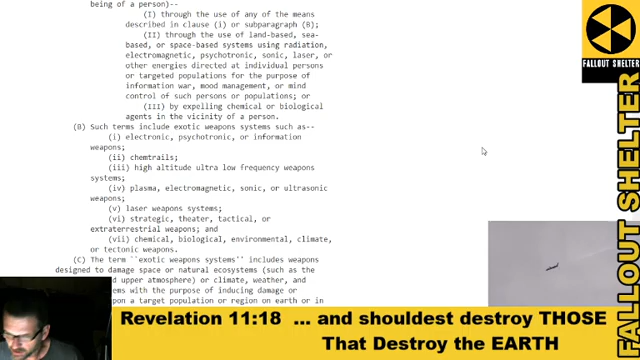 being of a person)--
(I) through the use of any of the means
described in clause (i) or subparagraph (B);
(II) through the use of land-based, sea-
based, or space-based systems using radiation,
electromagnetic, psychotronic, sonic, laser, or
other energies directed at individual persons
or targeted populations for the purpose of
information war, mood management, or mind
control of such persons or populations; or
(III) by expelling chemical or biological
agents in the vicinity of a person.
(B) Such terms include exotic weapons systems such as--
(i) electronic, psychotronic, or information
weapons;
(ii) chemtrails;
(iii) high altitude ultra low frequency weapons
systems;
(iv) plasma, electromagnetic, sonic, or ultrasonic
weapons;
(v) laser weapons systems;
(vi) strategic, theater, tactical, or
extraterrestrial weapons; and
(vii) chemical, biological, environmental, climate,
or tectonic weapons.
(C) The term ``exotic weapons systems'' includes weapons
designed to damage space or natural ecosystems (such as the
d upper atmosphere) or climate, weather, and
tems with the purpose of inducing damage or
pon a target population or region on earth or in
FALLOUT SHELTER
FALLOUT SHELTER
FALLOUT SHELTER
Revelation 11:18 ... and shouldest destroy THOSE
That Destroy the EARTH